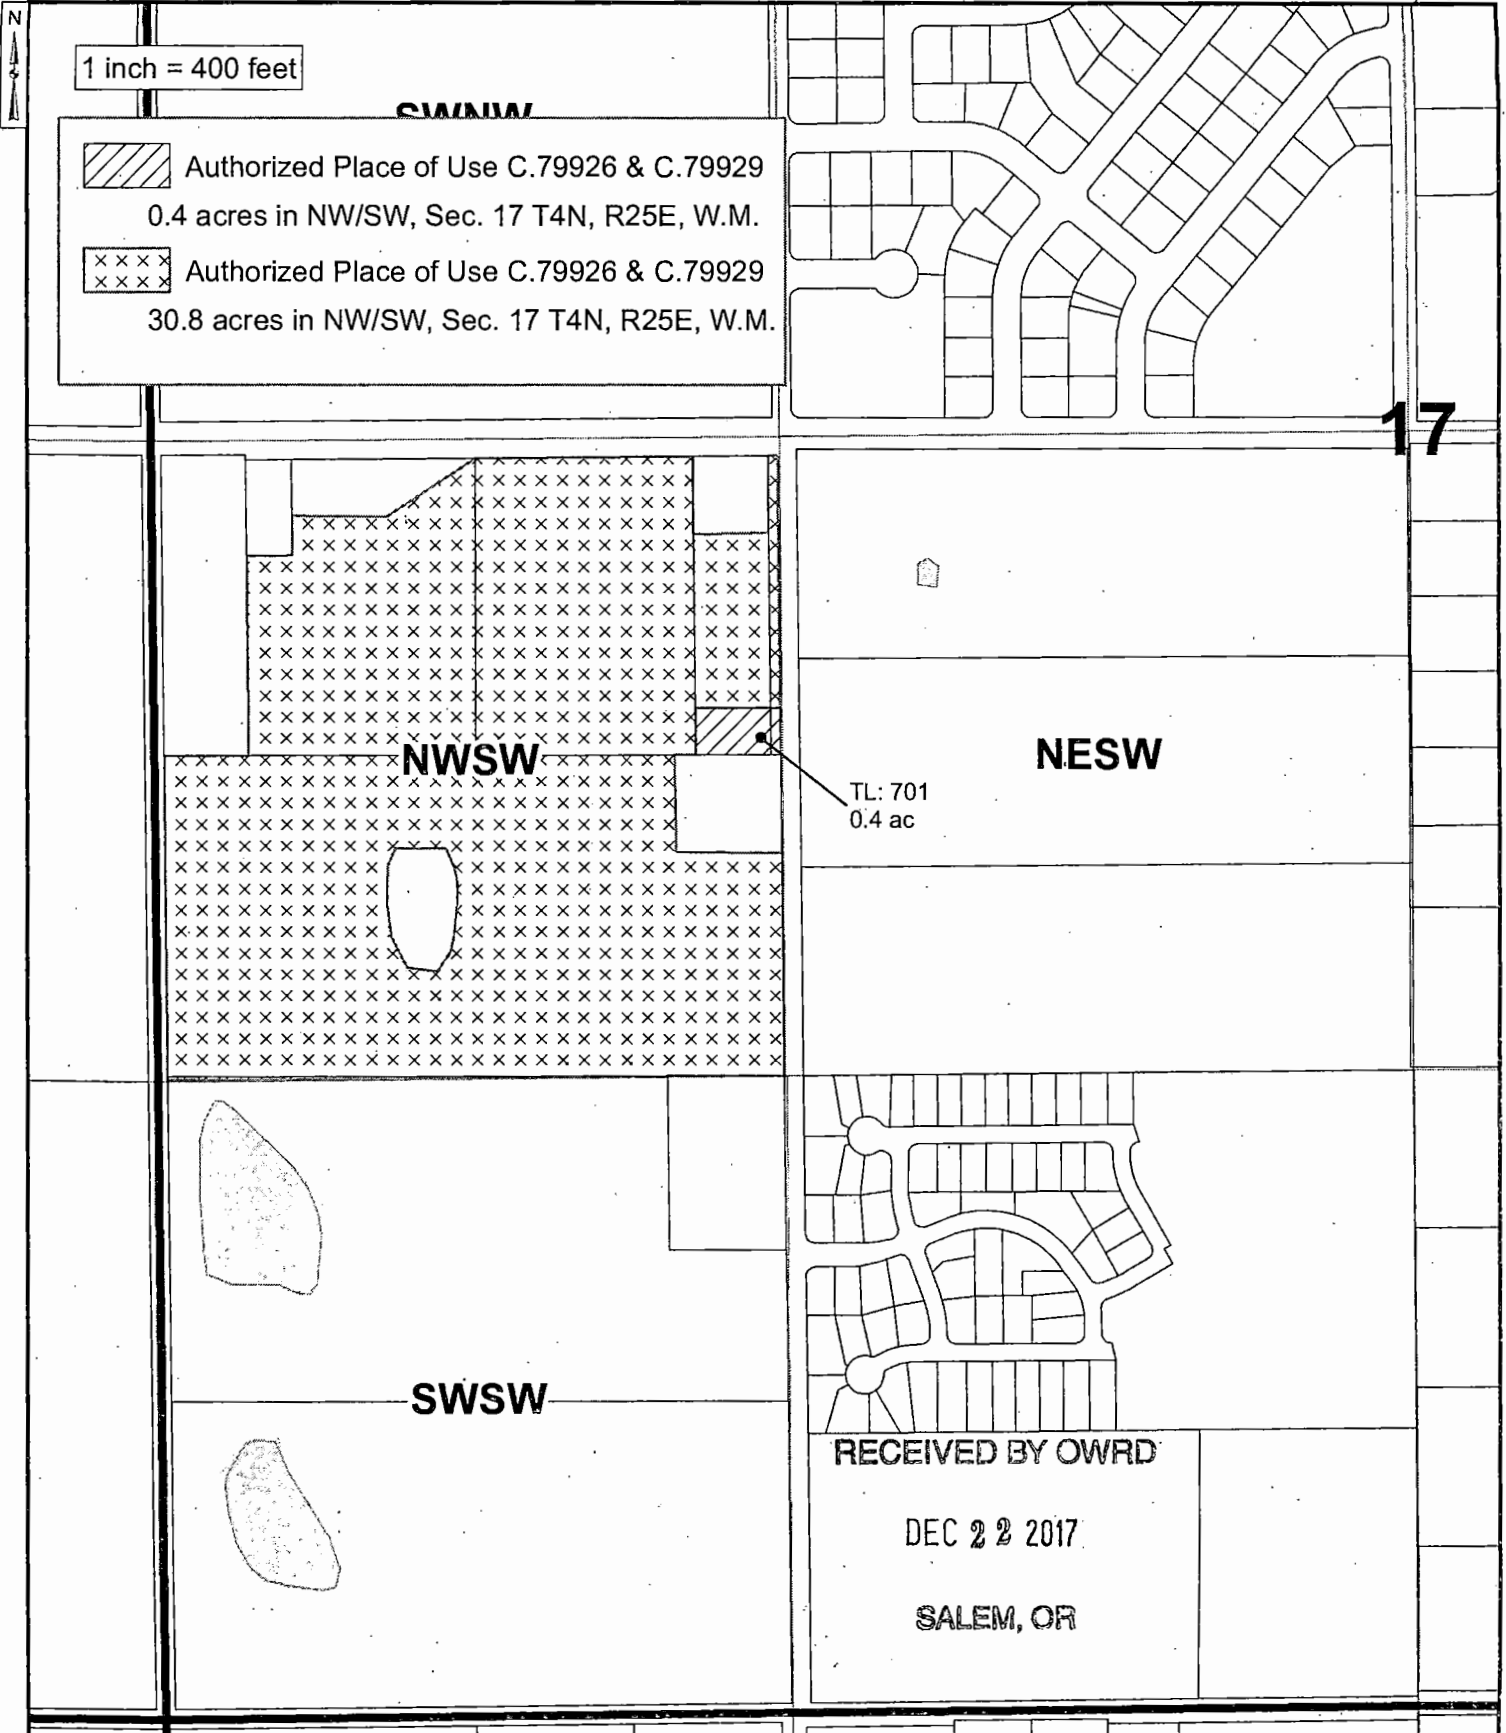 N
1 inch = 400 feet
SWNW
Authorized Place of Use C.79926 & C.79929
0.4 acres in NW/SW, Sec. 17 T4N, R25E, W.M.
Authorized Place of Use C.79926 & C.79929
30.8 acres in NW/SW, Sec. 17 T4N, R25E, W.M.
17
NWSW
NESW
TL: 701
0.4 ac
SWSW
RECEIVED BY OWRD
DEC 22 2017
SALEM, OR